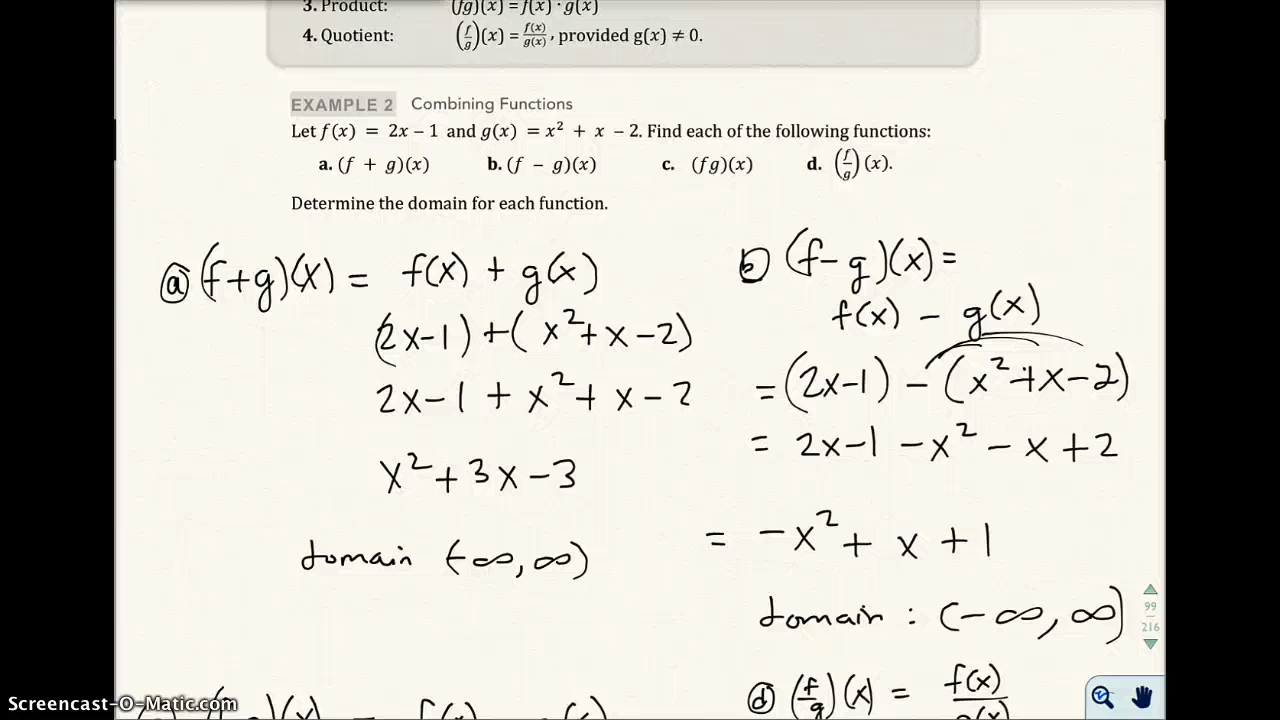 3. Product: (fg)(x) = f(x) · g(x)
4. Quotient: (f/g)(x) = f(x)/g(x), provided g(x) ≠ 0.
EXAMPLE 2 Combining Functions
Let f(x) = 2x – 1 and g(x) = x² + x – 2. Find each of the following functions:
a. (f + g)(x) b. (f – g)(x) c. (fg)(x) d. (f/g)(x).
Determine the domain for each function.
ⓐ (f+g)(x) = f(x) + g(x)
(2x-1) + (x²+x-2)
2x-1 + x² + x - 2
x² + 3x - 3
domain (-∞, ∞)
ⓑ (f-g)(x) =
f(x) - g(x)
= (2x-1) - (x²+x-2)
= 2x-1 - x² - x + 2
= -x² + x + 1
domain : (-∞, ∞)
ⓓ (f/g)(x) = f(x)/g(x)
99
216
Screencast-O-Matic.com